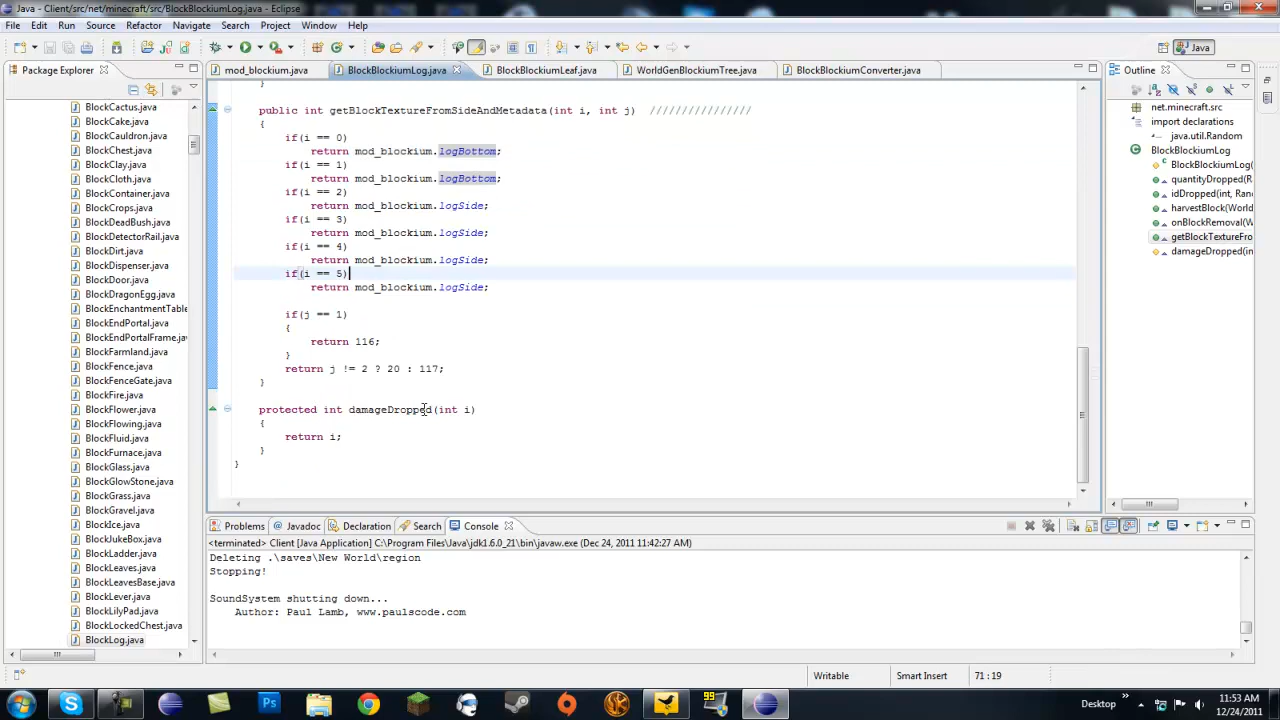 Java - Client/src/net/minecraft/src/BlockBlockiumLog.java - Eclipse
File Edit Run Source Refactor Navigate Search Project Window Help
Java
Package Explorer
mod_blockium.java BlockBlockiumLog.java BlockBlockiumLeaf.java WorldGenBlockiumTree.java BlockBlockiumConverter.java
Outline
BlockCactus.java
BlockCake.java
BlockCauldron.java
BlockChest.java
BlockClay.java
BlockCloth.java
BlockContainer.java
BlockCrops.java
BlockDeadBush.java
BlockDetectorRail.java
BlockDirt.java
BlockDispenser.java
BlockDoor.java
BlockDragonEgg.java
BlockEnchantmentTable
BlockEndPortal.java
BlockEndPortalFrame.java
BlockFarmland.java
BlockFence.java
BlockFenceGate.java
BlockFire.java
BlockFlower.java
BlockFlowing.java
BlockFluid.java
BlockFurnace.java
BlockGlass.java
BlockGlowStone.java
BlockGrass.java
BlockGravel.java
BlockIce.java
BlockJukeBox.java
BlockLadder.java
BlockLeaves.java
BlockLeavesBase.java
BlockLever.java
BlockLilyPad.java
BlockLockedChest.java
BlockLog.java
}
public int getBlockTextureFromSideAndMetadata(int i, int j) ////////////////
{
if(i == 0)
return mod_blockium.logBottom;
if(i == 1)
return mod_blockium.logBottom;
if(i == 2)
return mod_blockium.logSide;
if(i == 3)
return mod_blockium.logSide;
if(i == 4)
return mod_blockium.logSide;
if(i == 5)
return mod_blockium.logSide;
if(j == 1)
{
return 116;
}
return j != 2 ? 20 : 117;
}
protected int damageDropped(int i)
{
return i;
}
}
net.minecraft.src
import declarations
java.util.Random
BlockBlockiumLog
BlockBlockiumLog(
quantityDropped(R
idDropped(int, Ran
harvestBlock(World
onBlockRemoval(W
getBlockTextureFro
damageDropped(in
Problems Javadoc Declaration Search Console
<terminated> Client [Java Application] C:\Program Files\Java\jdk1.6.0_21\bin\javaw.exe (Dec 24, 2011 11:42:27 AM)
Deleting .\saves\New World\region
Stopping!
SoundSystem shutting down...
Author: Paul Lamb, www.paulscode.com
Writable Smart Insert 71 : 19
Desktop
11:53 AM
12/24/2011